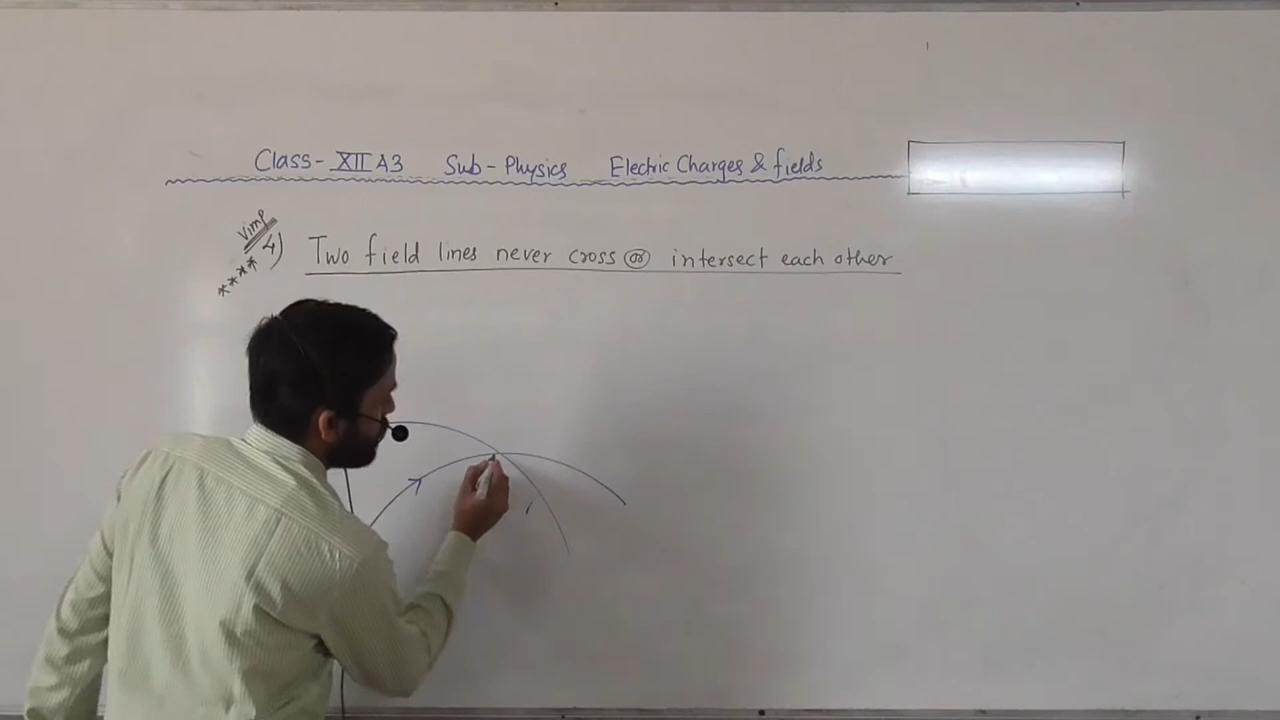 Class - XII A3 Sub - Physics Electric Charges & fields
Vimp
**** 4) Two field lines never cross or intersect each other